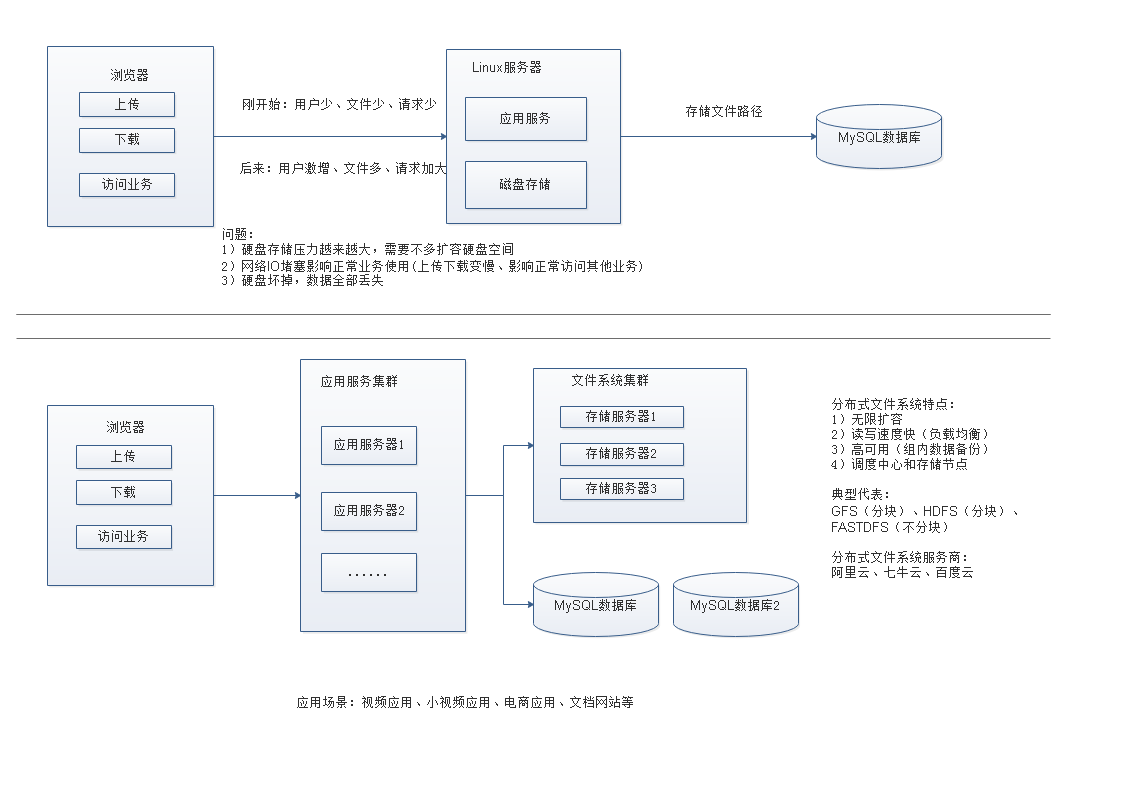 浏览器
上传
下载
访问业务
刚开始：用户少、文件少、请求少
后来：用户激增、文件多、请求加大
Linux服务器
应用服务
磁盘存储
存储文件路径
MySQL数据库
问题：
1）硬盘存储压力越来越大，需要不多扩容硬盘空间
2）网络IO堵塞影响正常业务使用(上传下载变慢、影响正常访问其他业务)
3）硬盘坏掉，数据全部丢失
浏览器
上传
下载
访问业务
应用服务集群
应用服务器1
应用服务器2
......
文件系统集群
存储服务器1
存储服务器2
存储服务器3
MySQL数据库
MySQL数据库2
分布式文件系统特点：
1）无限扩容
2）读写速度快（负载均衡）
3）高可用（组内数据备份）
4）调度中心和存储节点
典型代表：
GFS（分块）、HDFS（分块）、
FASTDFS（不分块）
分布式文件系统服务商：
阿里云、七牛云、百度云
应用场景：视频应用、小视频应用、电商应用、文档网站等